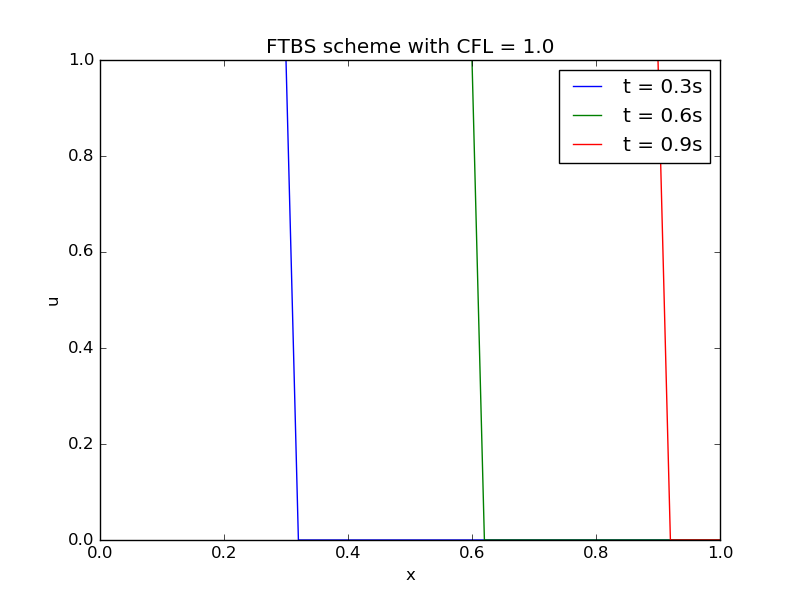 FTBS scheme with CFL = 1.0
t = 0.3s
t = 0.6s
t = 0.9s
1.0
0.8
0.6
0.4
0.2
0.0
u
0.0 0.2 0.4 0.6 0.8 1.0
x